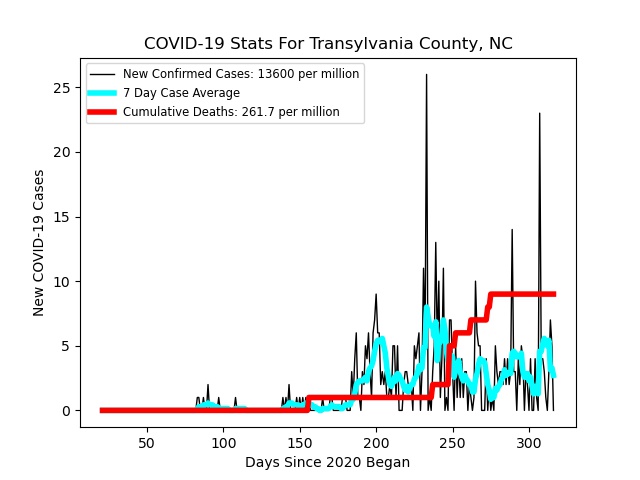 COVID-19 Stats For Transylvania County, NC
New Confirmed Cases: 13600 per million
7 Day Case Average
Cumulative Deaths: 261.7 per million
New COVID-19 Cases
25
20
15
10
5
0
50 100 150 200 250 300
Days Since 2020 Began